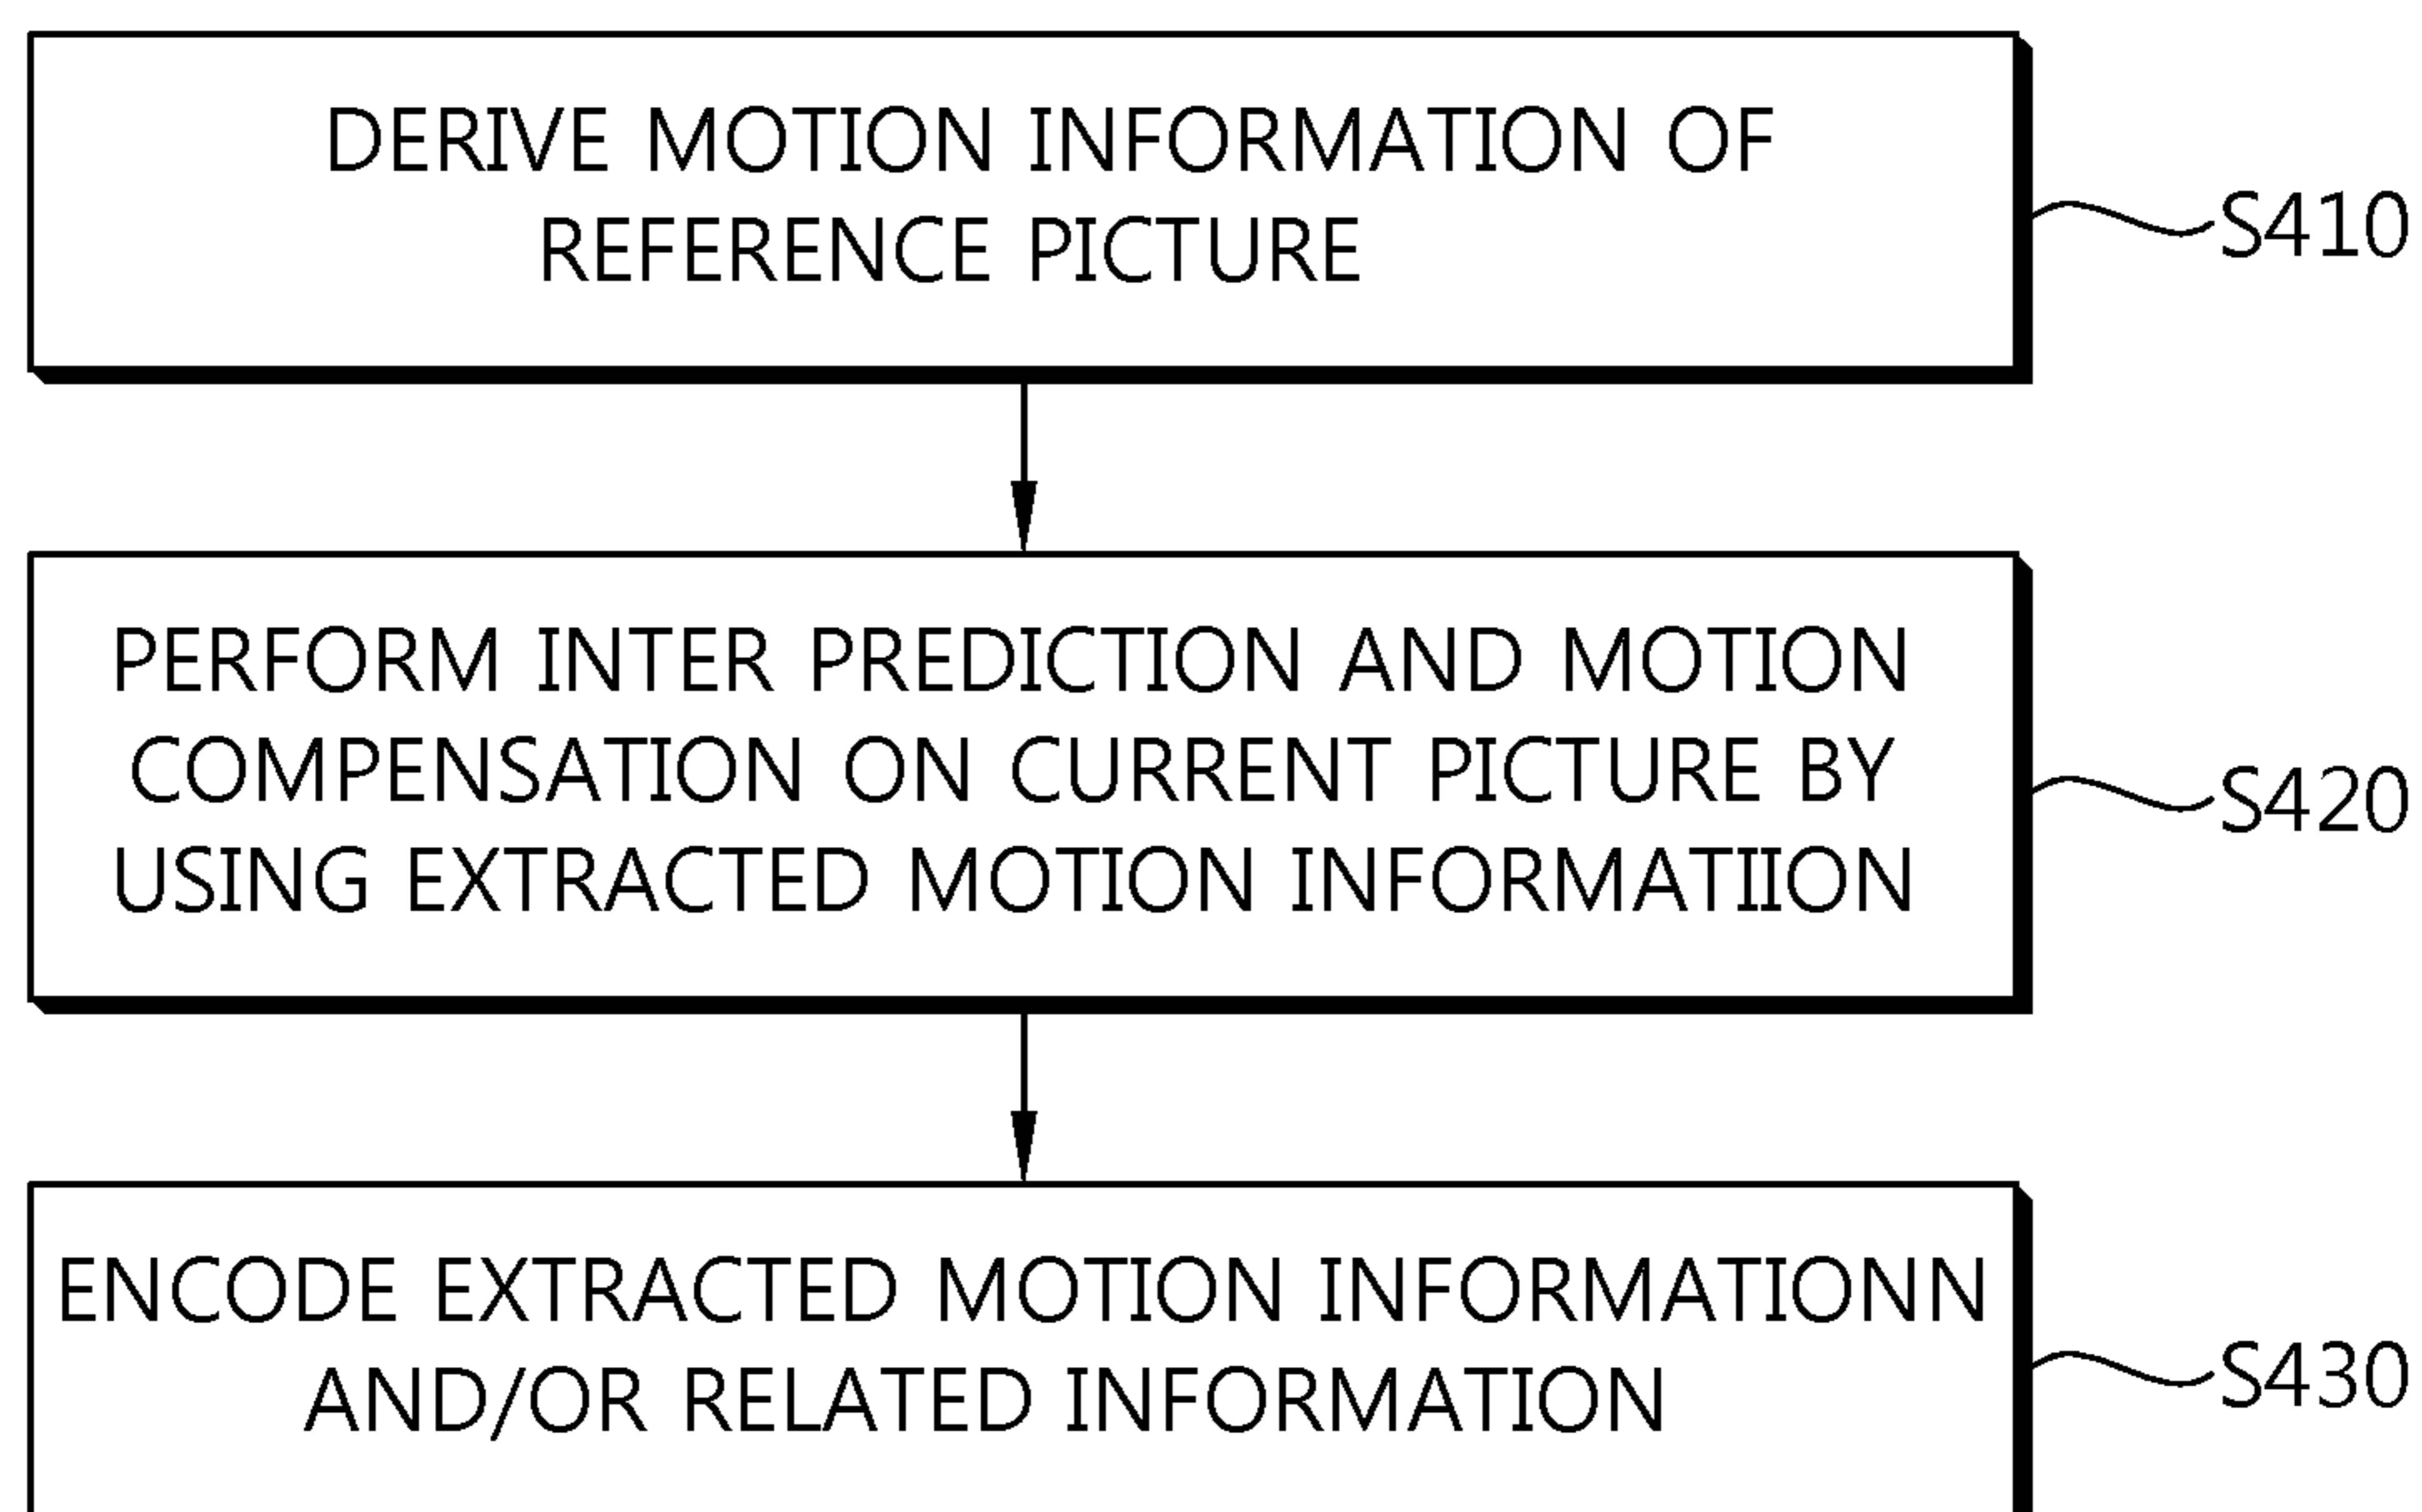 DERIVE MOTION INFORMATION OF
REFERENCE PICTURE
S410
PERFORM INTER PREDICTION AND MOTION
COMPENSATION ON CURRENT PICTURE BY
USING EXTRACTED MOTION INFORMATIION
S420
ENCODE EXTRACTED MOTION INFORMATIONN
AND/OR RELATED INFORMATION
S430